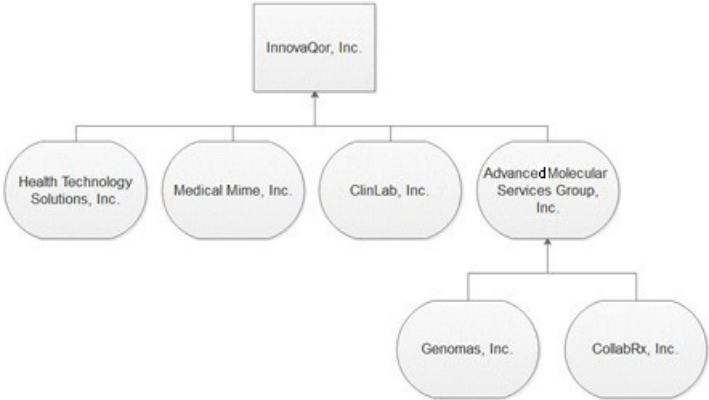 InnovaQor, Inc.
Health Technology
Solutions, Inc.
Medical Mime, Inc.
ClinLab, Inc.
Advanced Molecular
Services Group,
Inc.
Genomas, Inc.
CollabRx, Inc.